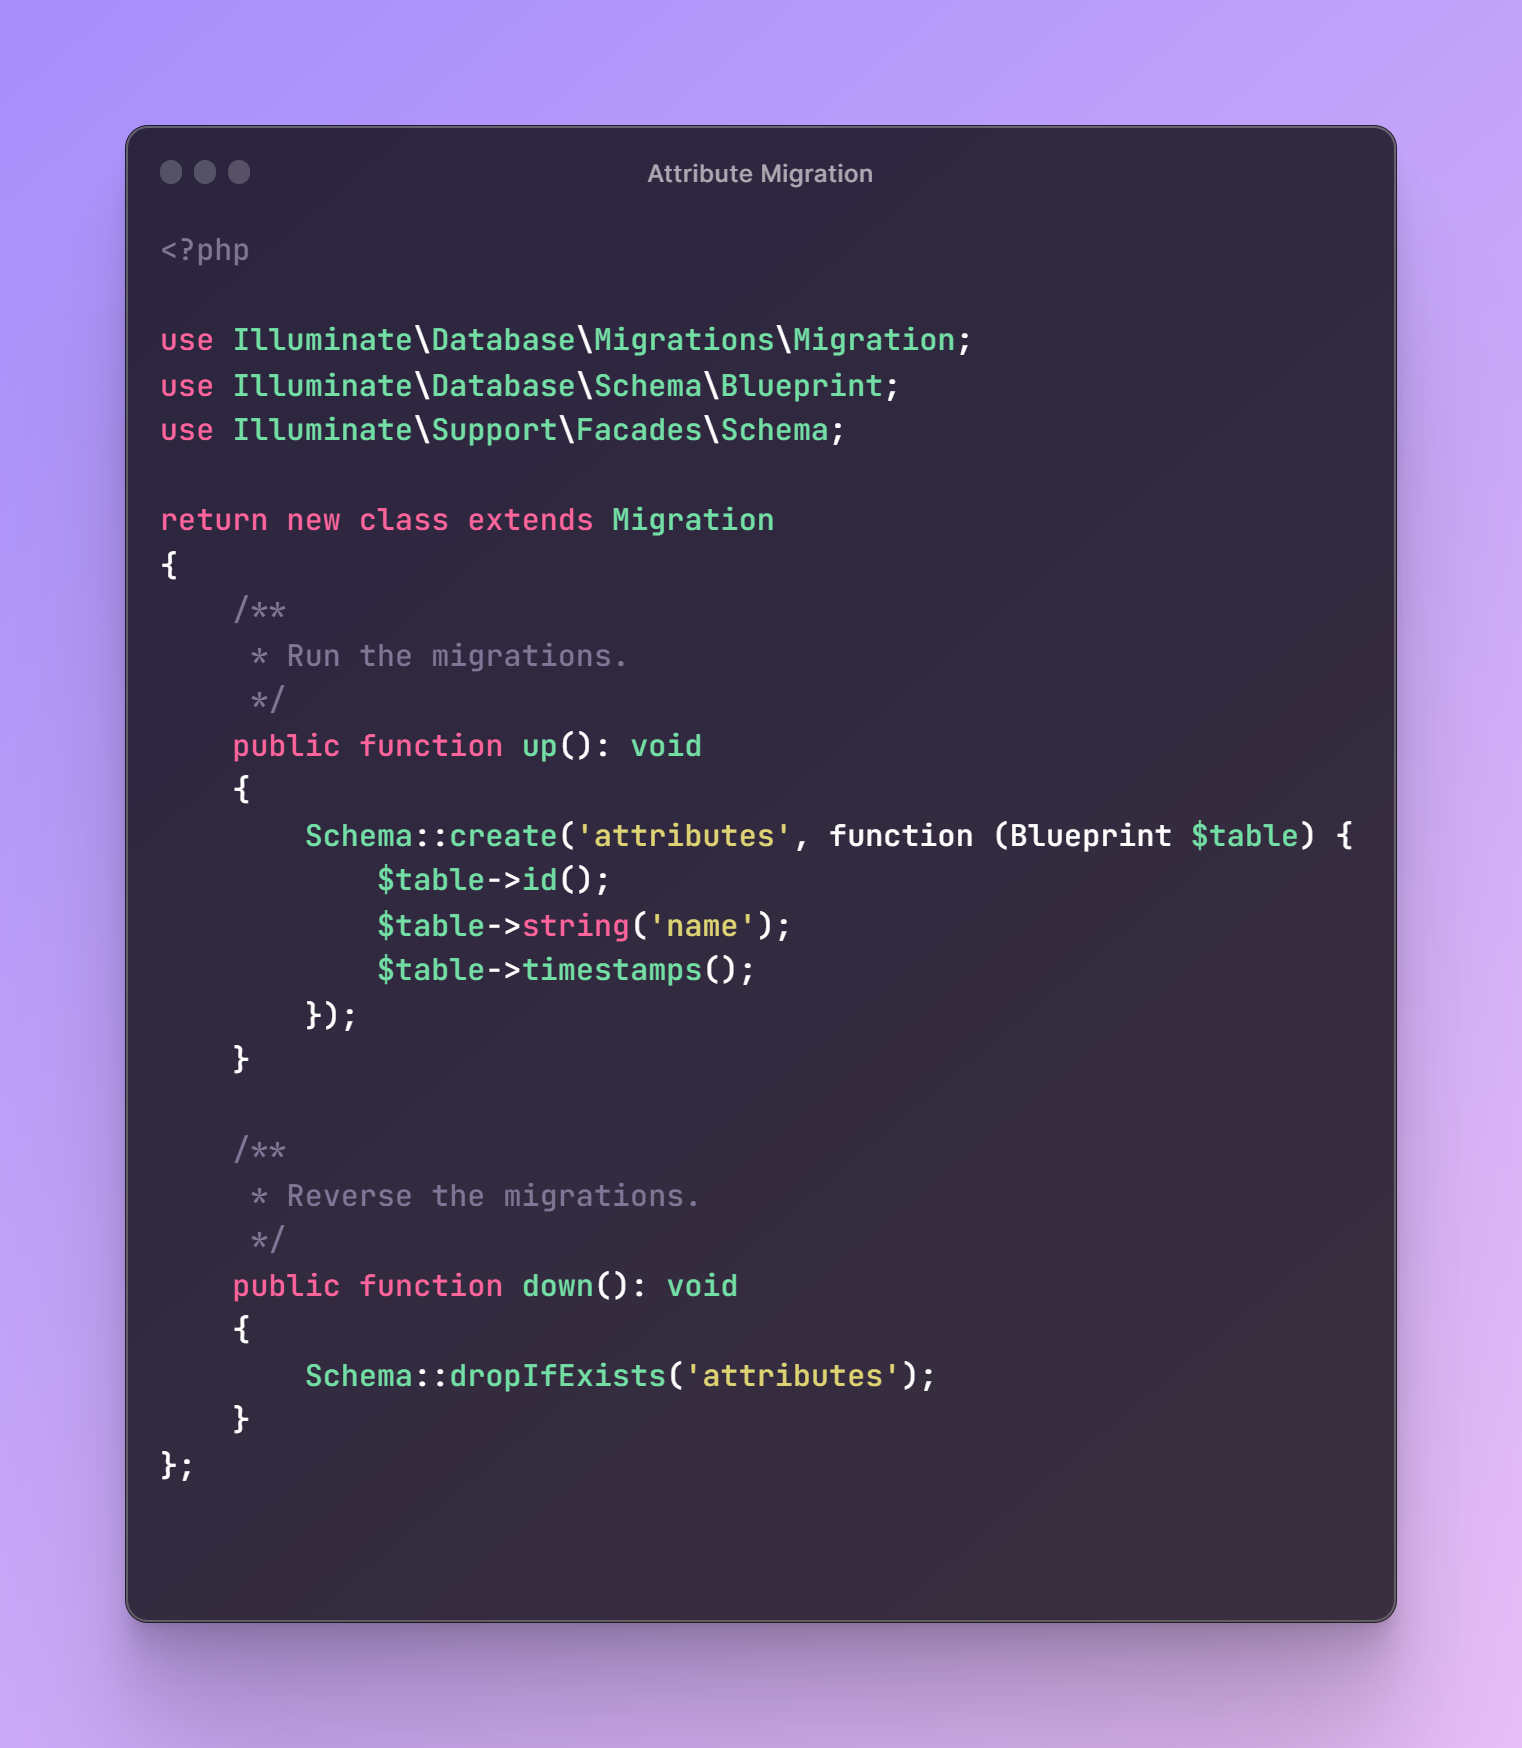 Attribute Migration
<?php
use Illuminate\Database\Migrations\Migration;
use Illuminate\Database\Schema\Blueprint;
use Illuminate\Support\Facades\Schema;
return new class extends Migration
{
    /**
     * Run the migrations.
     */
    public function up(): void
    {
        Schema::create('attributes', function (Blueprint $table) {
            $table->id();
            $table->string('name');
            $table->timestamps();
        });
    }
    /**
     * Reverse the migrations.
     */
    public function down(): void
    {
        Schema::dropIfExists('attributes');
    }
};